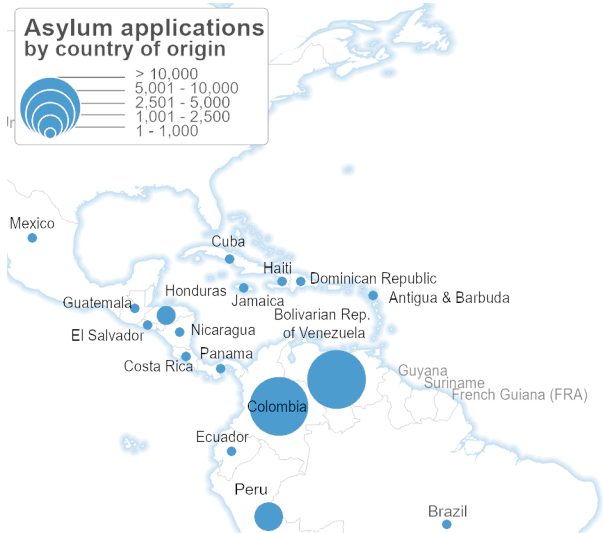 Asylum applications
by country of origin
> 10,000
5,001 - 10,000
2,501 - 5,000
1,001 - 2,500
1 - 1,000
Mexico
Cuba
Haiti
Dominican Republic
Honduras
Jamaica
Antigua & Barbuda
Guatemala
Bolivarian Rep.
of Venezuela
El Salvador
Nicaragua
Costa Rica
Panama
Guyana
Suriname
French Guiana (FRA)
Colombia
Ecuador
Peru
Brazil